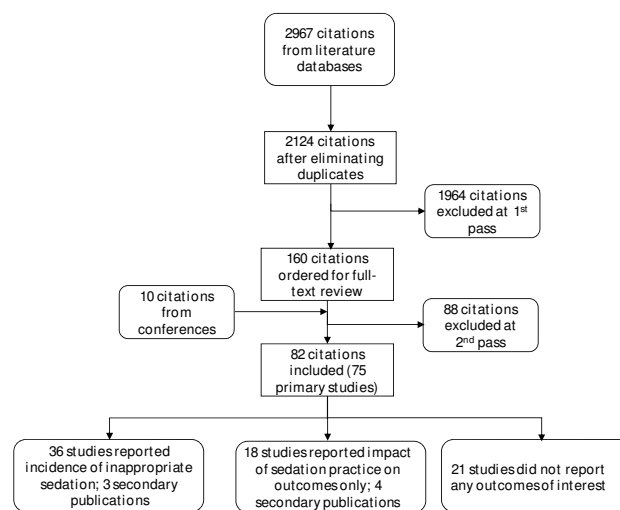 2967 citations
from literature
databases
2124 citations
after eliminating
duplicates
1964 citations
excluded at 1st
pass
160 citations
ordered for full-
text review
10 citations
from
conferences
88 citations
excluded at
2nd pass
82 citations
included (75
primary studies)
36 studies reported
incidence of inappropriate
sedation; 3 secondary
publications
18 studies reported impact
of sedation practice on
outcomes only; 4
secondary publications
21 studies did not report
any outcomes of interest